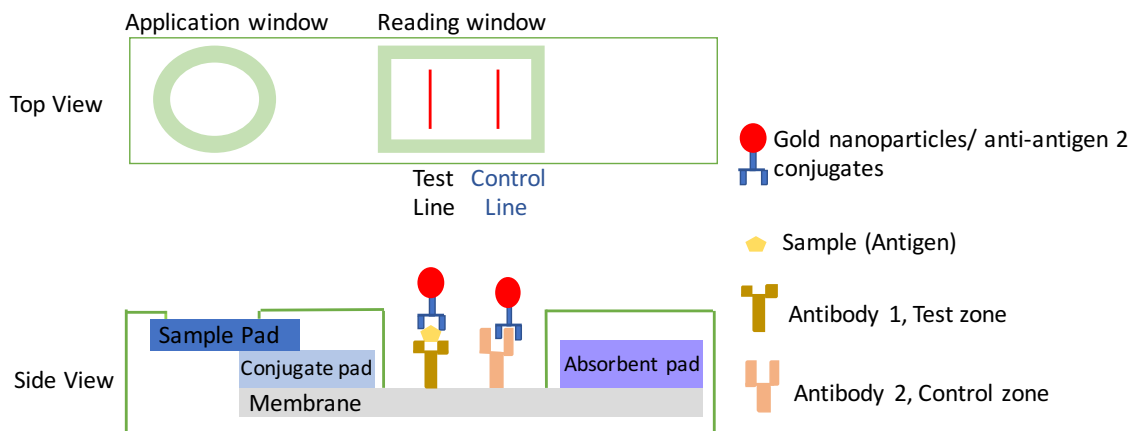 Application window
Reading window
Top View
Test
Line
Control
Line
Gold nanoparticles/ anti-antigen 2
conjugates
Sample (Antigen)
Antibody 1, Test zone
Antibody 2, Control zone
Side View
Sample Pad
Conjugate pad
Membrane
Absorbent pad